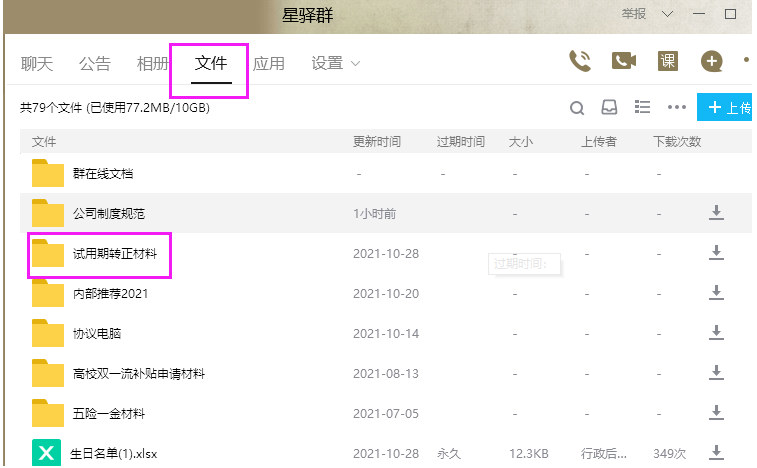 星驿群
举报
聊天 公告 相册 文件 应用 设置
课
共79个文件 (已使用77.2MB/10GB)
上传
文件 更新时间 过期时间 大小 上传者 下载次数
群在线文档 - - - - -
公司制度规范 1小时前 - - -
试用期转正材料 2021-10-28 - - -
过期时间:
内部推荐2021 2021-10-20 - - -
协议电脑 2021-10-14 - - -
高校双一流补贴申请材料 2021-08-13 - - -
五险一金材料 2021-07-05 - - -
X 生日名单(1).xlsx 2021-10-28 永久 12.3KB 行政后... 349次